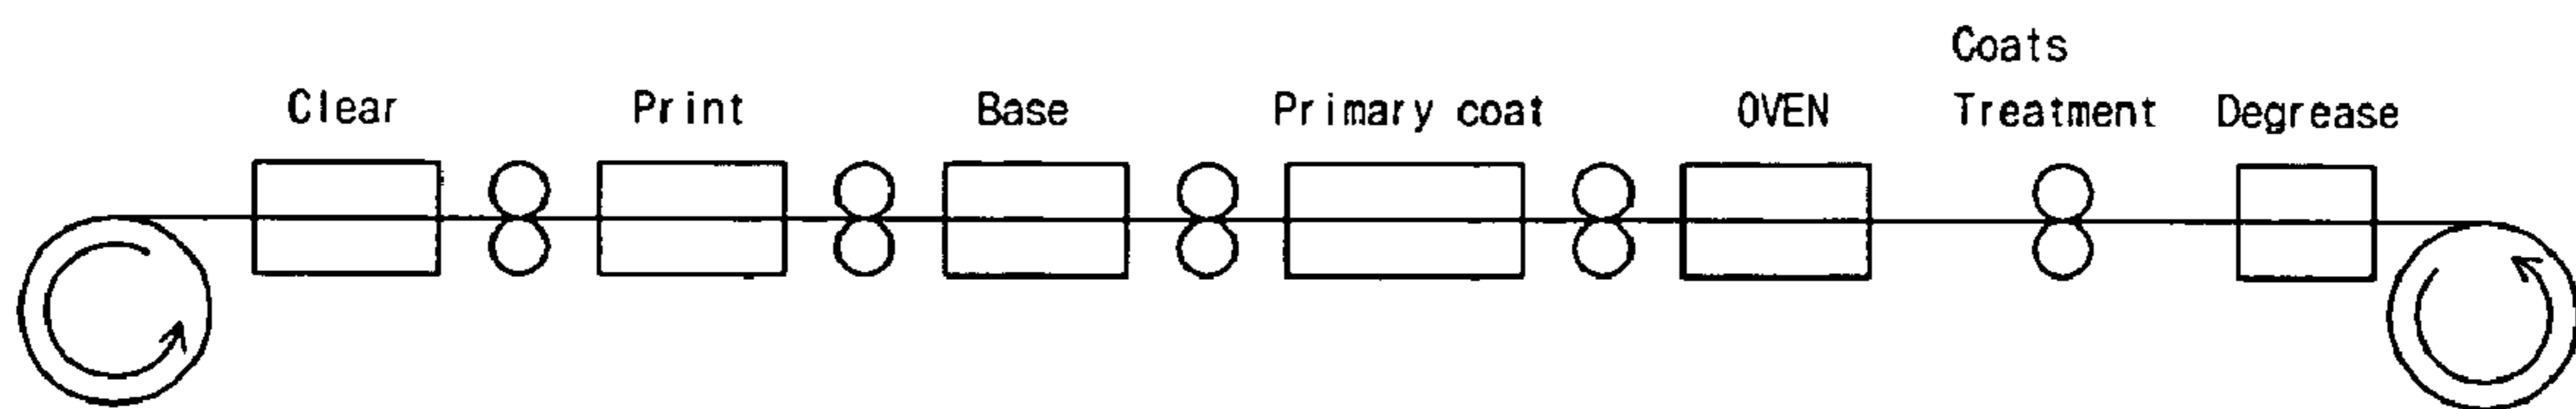 Clear
Print
Base
Primary coat
OVEN
Coats
Treatment
Degrease